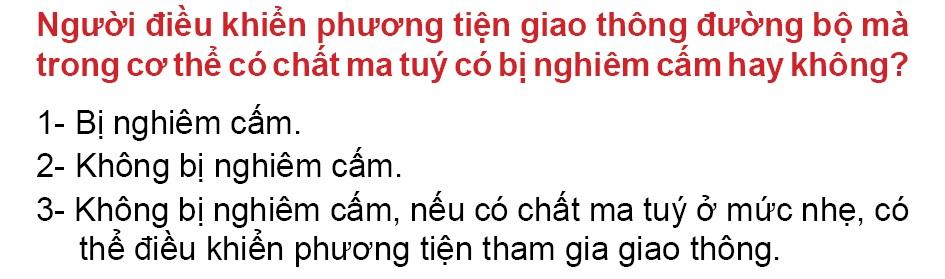 Người điều khiển phương tiện giao thông đường bộ mà
trong cơ thể có chất ma tuý có bị nghiêm cấm hay không?
1- Bị nghiêm cấm.
2- Không bị nghiêm cấm.
3- Không bị nghiêm cấm, nếu có chất ma tuý ở mức nhẹ, có
thể điều khiển phương tiện tham gia giao thông.